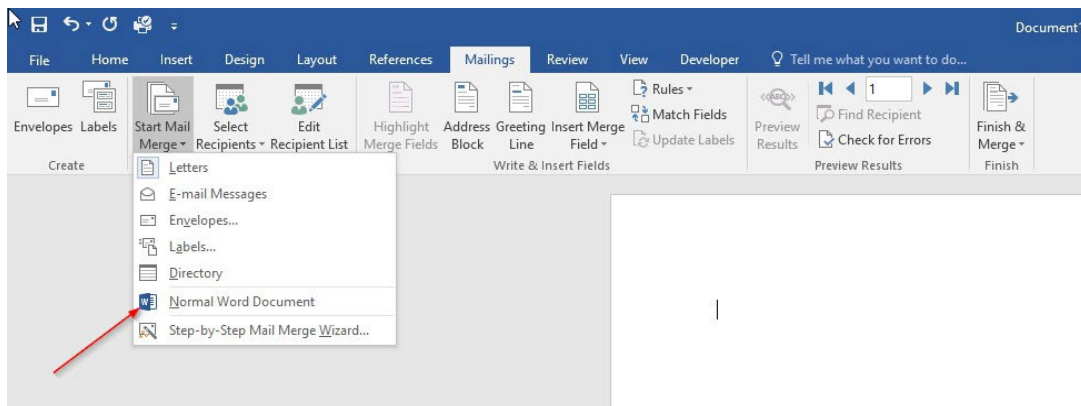 Document1
File Home Insert Design Layout References Mailings Review View Developer Tell me what you want to do...
Envelopes Labels
Start Mail Merge
Select Recipients
Edit Recipient List
Highlight Merge Fields
Address Block
Greeting Line
Insert Merge Field
Rules
Match Fields
Update Labels
ABC
Preview Results
1
Find Recipient
Check for Errors
Finish & Merge
Create
Write & Insert Fields
Preview Results
Finish
Letters
E-mail Messages
Envelopes...
Labels...
Directory
Normal Word Document
Step-by-Step Mail Merge Wizard...